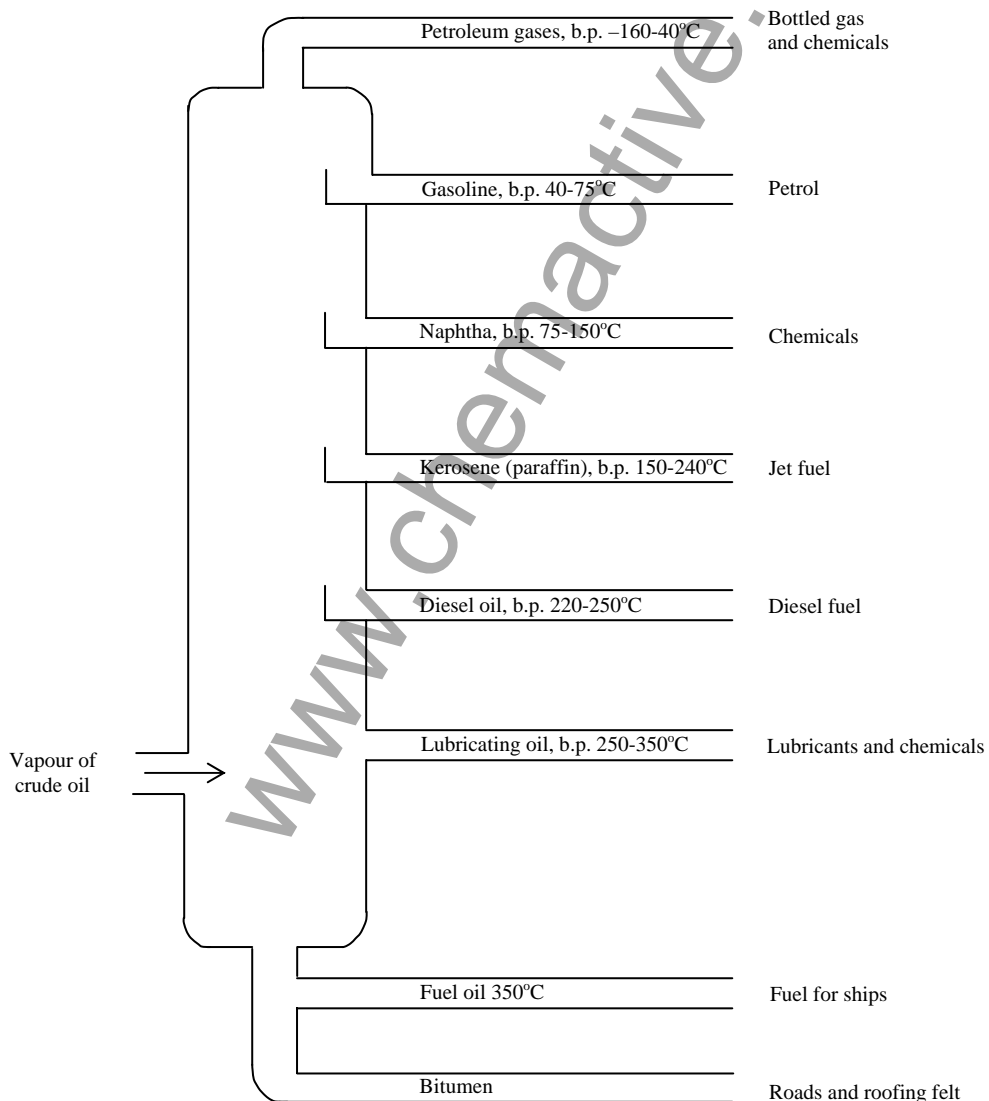 Petroleum gases, b.p. –160-40°C
Bottled gas
and chemicals
Gasoline, b.p. 40-75°C
Petrol
Naphtha, b.p. 75-150°C
Chemicals
Kerosene (paraffin), b.p. 150-240°C
Jet fuel
Diesel oil, b.p. 220-250°C
Diesel fuel
Lubricating oil, b.p. 250-350°C
Lubricants and chemicals
Vapour of
crude oil
Fuel oil 350°C
Fuel for ships
Bitumen
Roads and roofing felt
www.chemactive.